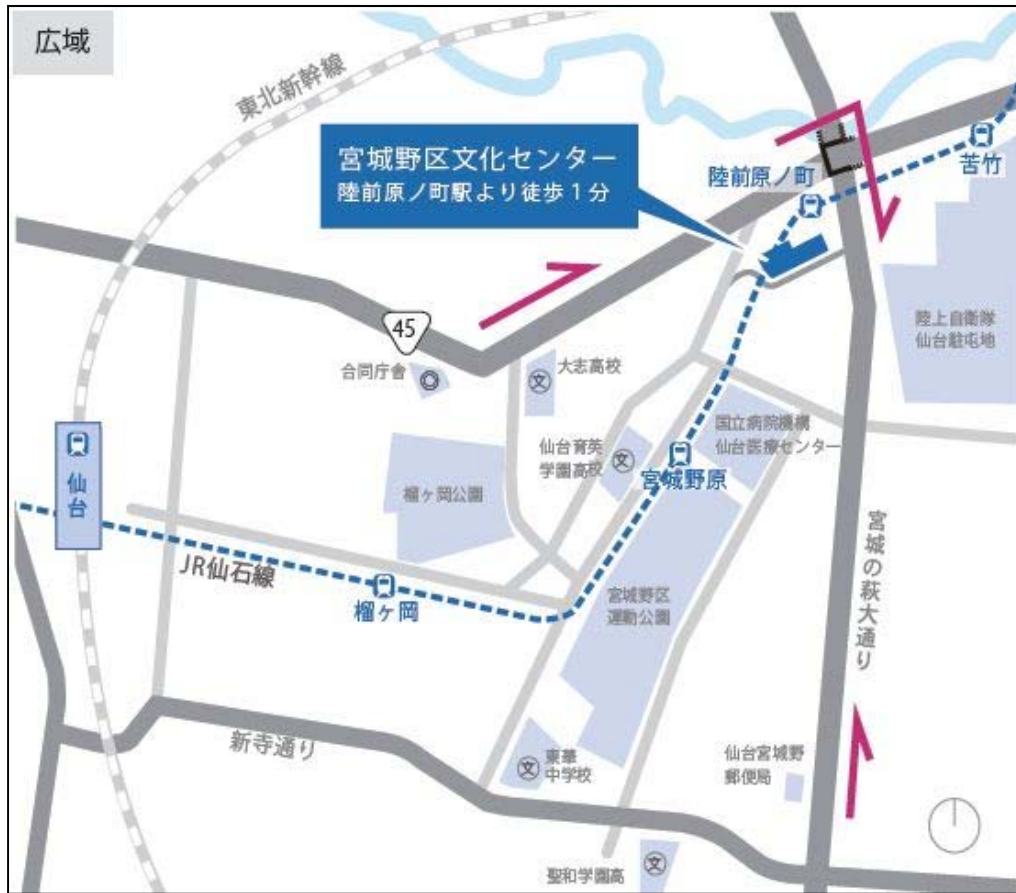 広域
東北新幹線
宮城野区文化センター
陸前原ノ町駅より徒歩1分
陸前原ノ町
苦竹
45
合同庁舎
文
大志高校
陸上自衛隊
仙台駐屯地
仙台
榴ヶ岡公園
仙台育英
学園高校
文
国立病院機構
仙台医療センター
宮城野原
JR仙石線
榴ヶ岡
宮城野区
運動公園
宮城の萩大通り
新寺通り
文
東華
中学校
仙台宮城野
郵便局
聖和学園高
文